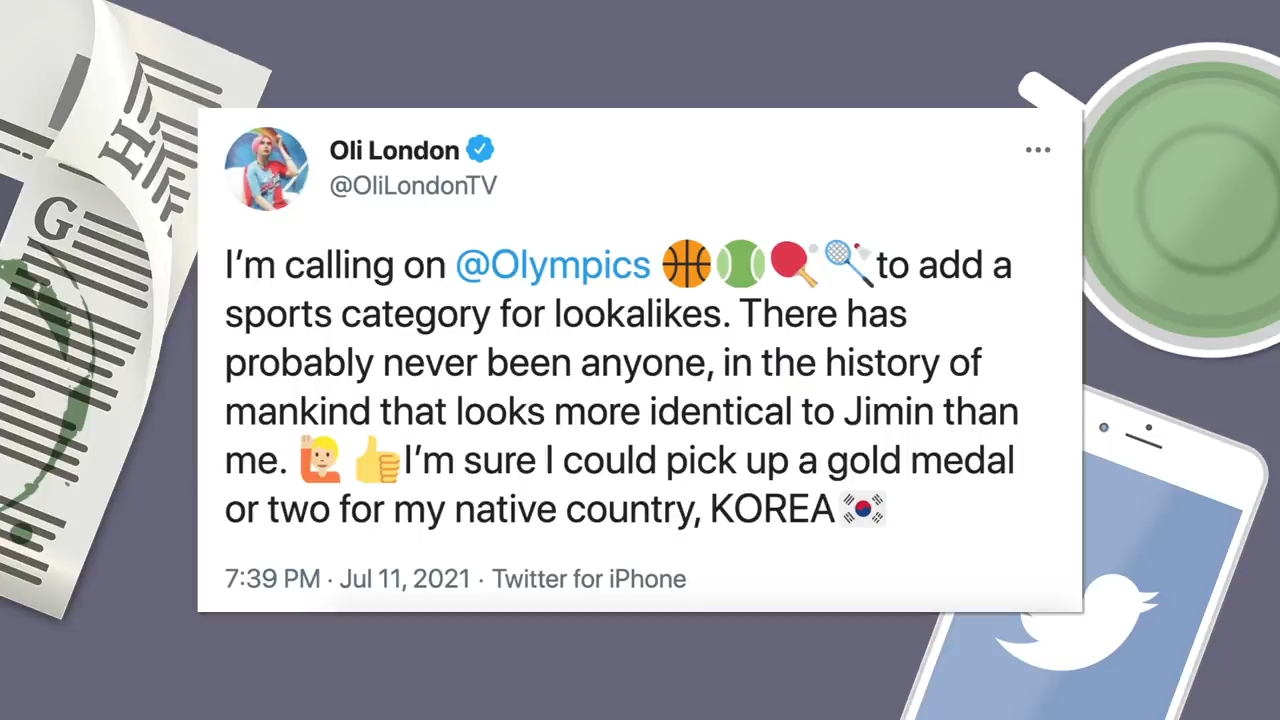 H
G
Oli London
@OliLondonTV
I’m calling on @Olympics 🏀🎾🏓🏸to add a
sports category for lookalikes. There has
probably never been anyone, in the history of
mankind that looks more identical to Jimin than
me. 🙋🏼👍I’m sure I could pick up a gold medal
or two for my native country, KOREA🇰🇷
7:39 PM · Jul 11, 2021 · Twitter for iPhone